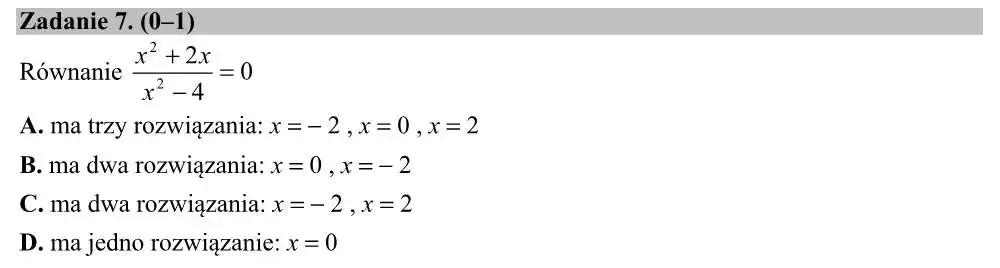 Zadanie 7. (0–1)
Równanie \frac{x^2 + 2x}{x^2 - 4} = 0
A. ma trzy rozwiązania: x = – 2 , x = 0 , x = 2
B. ma dwa rozwiązania: x = 0 , x = – 2
C. ma dwa rozwiązania: x = – 2 , x = 2
D. ma jedno rozwiązanie: x = 0